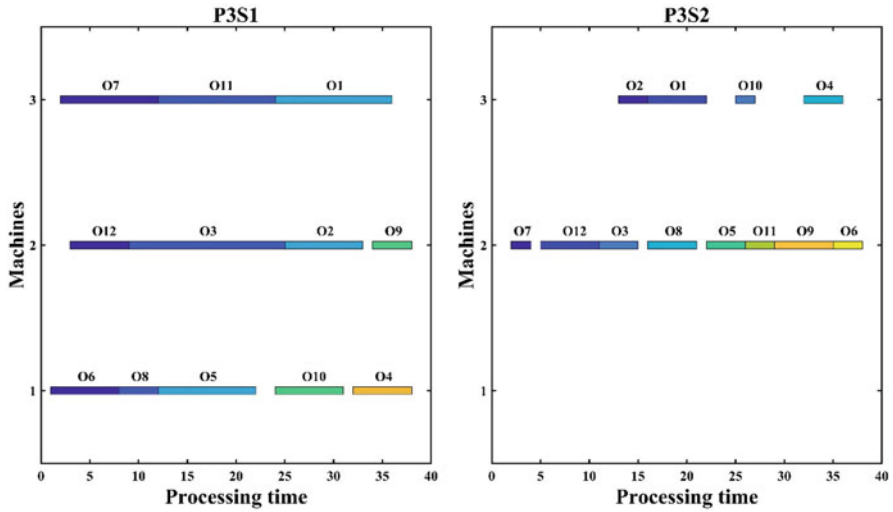 P3S1
O7 O11 O1
3
O12 O3 O2 O9
2
O6 O8 O5 O10 O4
1
Machines
0 5 10 15 20 25 30 35 40
Processing time
P3S2
O2 O1 O10 O4
3
O7 O12 O3 O8 O5 O11 O9 O6
2
1
Machines
0 5 10 15 20 25 30 35 40
Processing time